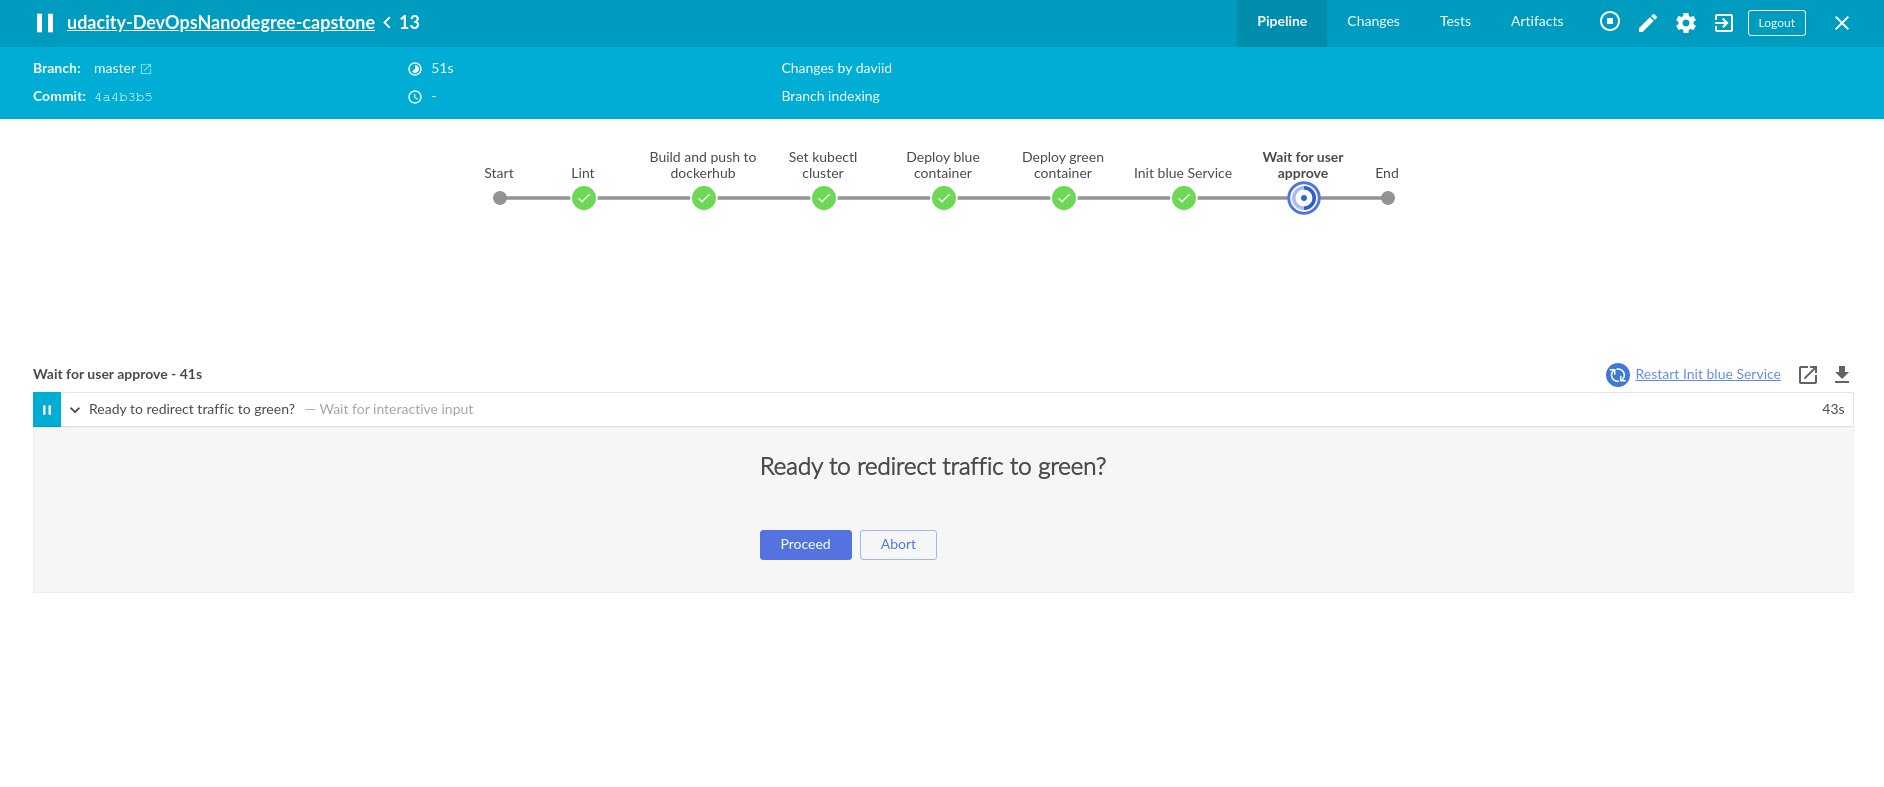 udacity-DevOpsNanodegree-capstone < 13
Pipeline Changes Tests Artifacts Logout
Branch: master 51s Changes by daviid
Commit: 4a4b3b5 - Branch indexing
Start
Lint
Build and push to
dockerhub
Set kubectl
cluster
Deploy blue
container
Deploy green
container
Init blue Service
Wait for user
approve
End
Wait for user approve - 41s
Restart Init blue Service
Ready to redirect traffic to green? — Wait for interactive input 43s
Ready to redirect traffic to green?
Proceed Abort